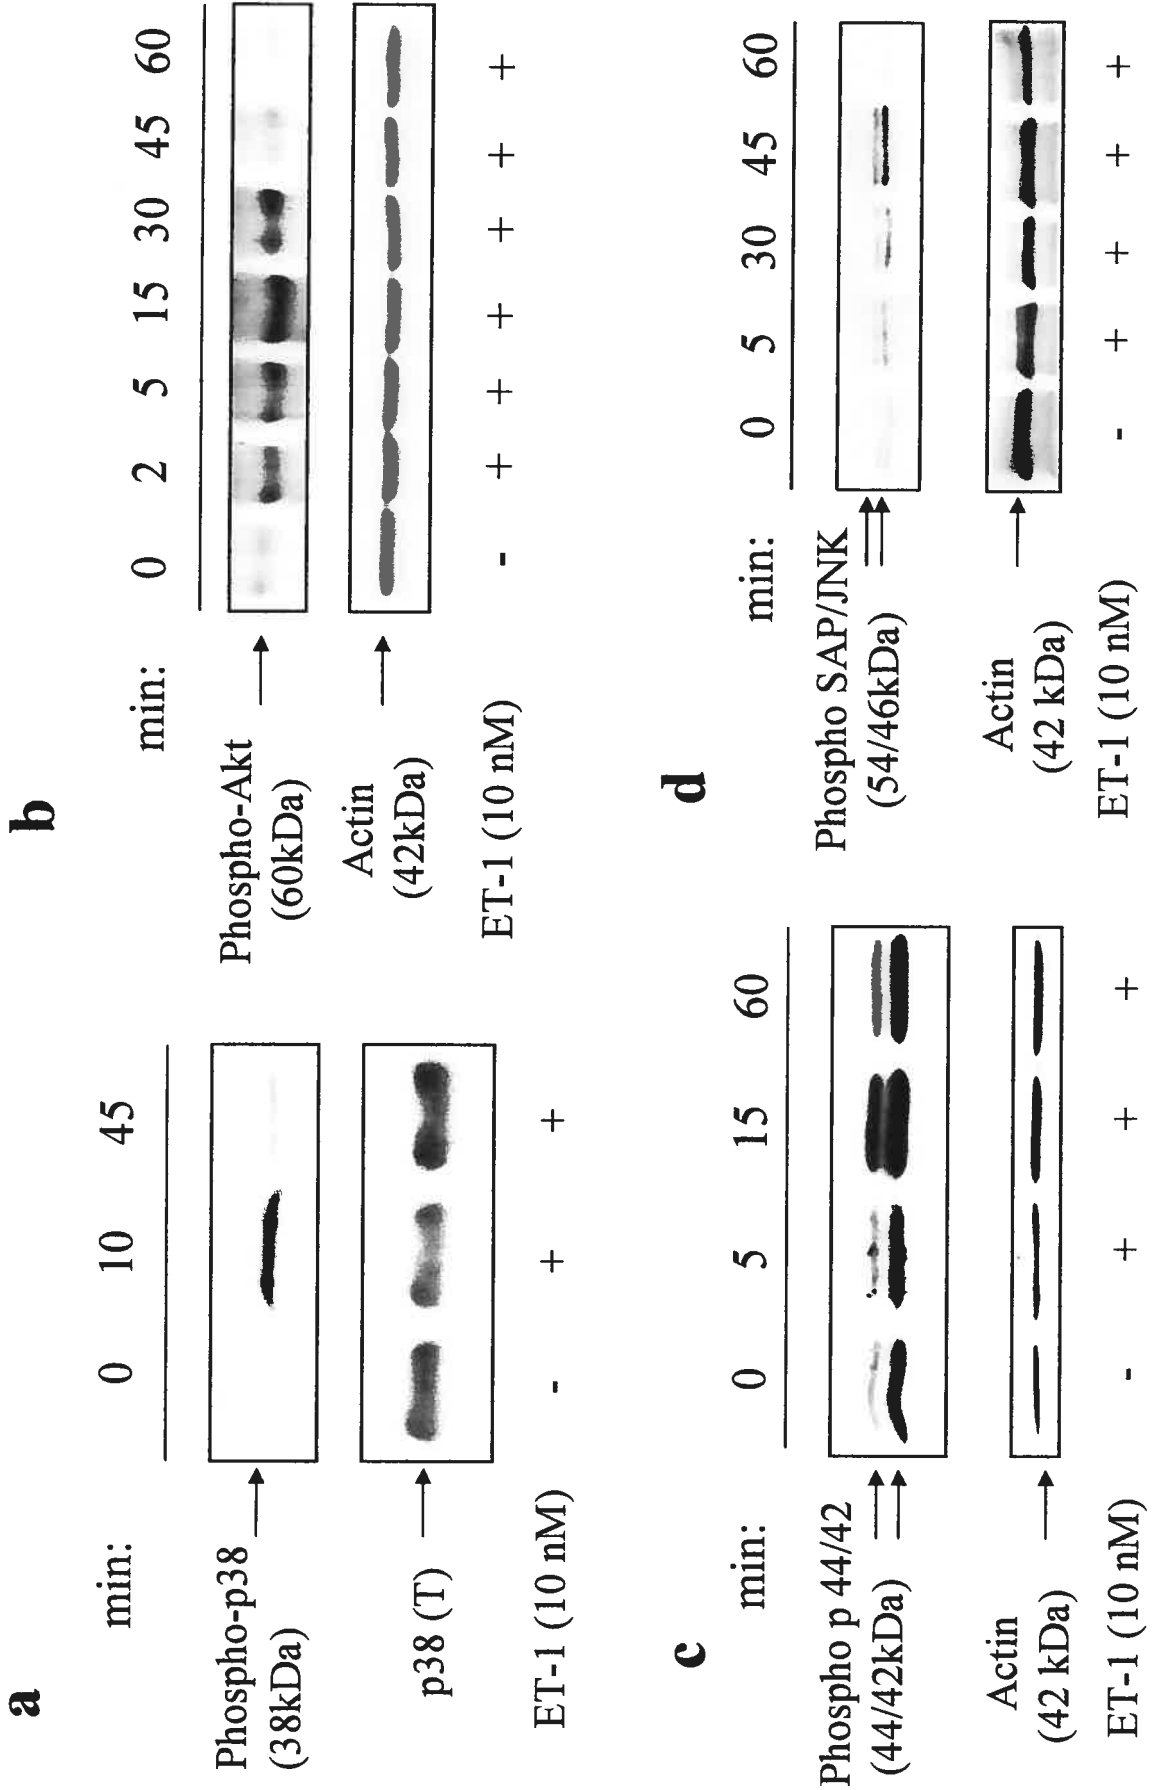 a
min: 0 10 45
Phospho-p38
(38kDa)
p38 (T)
ET-1 (10 nM) - + +
b
min: 0 2 5 15 30 45 60
Phospho-Akt
(60kDa)
Actin
(42kDa)
ET-1 (10 nM) - + + + + + +
c
min: 0 5 15 60
Phospho p 44/42
(44/42kDa)
Actin
(42 kDa)
ET-1 (10 nM) - + + +
d
min: 0 5 30 45 60
Phospho SAP/JNK
(54/46kDa)
Actin
(42 kDa)
ET-1 (10 nM) - + + + +